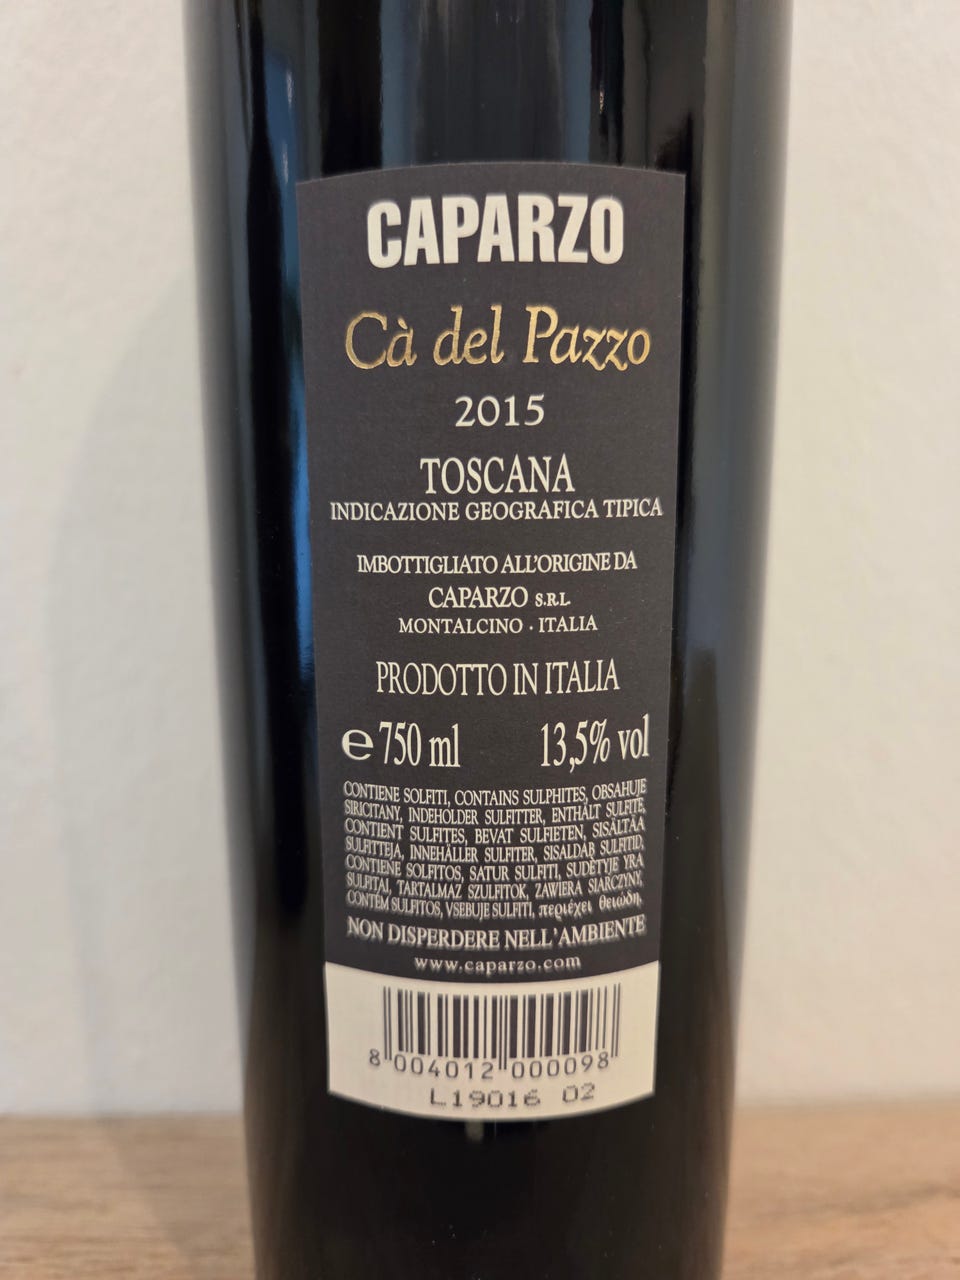 CAPARZO
Cà del Pazzo
2015
TOSCANA
INDICAZIONE GEOGRAFICA TIPICA
IMBOTTIGLIATO ALL'ORIGINE DA
CAPARZO S.R.L.
MONTALCINO · ITALIA
PRODOTTO IN ITALIA
℮ 750 ml 13,5% vol
CONTIENE SOLFITI, CONTAINS SULPHITES, OBSAHUJE
SIRICITANY, INDEHOLDER SULFITTER, ENTHÄLT SULFITE,
CONTIENT SULFITES, BEVAT SULFIETEN, SISÄLTÄÄ
SULFITTEJA, INNEHÅLLER SULFITER, SISALDAB SULFITID,
CONTIENE SOLFITOS, SATUR SULFITI, SUDĖTYJE YRA
SULFITAI, TARTALMAZ SZULFITOK, ZAWIERA SIARCZYNY,
CONTÉM SULFITOS, VSEBUJE SULFITI, περιέχει θειώδη.
NON DISPERDERE NELL'AMBIENTE
www.caparzo.com
8 004012 000098
L19016 02